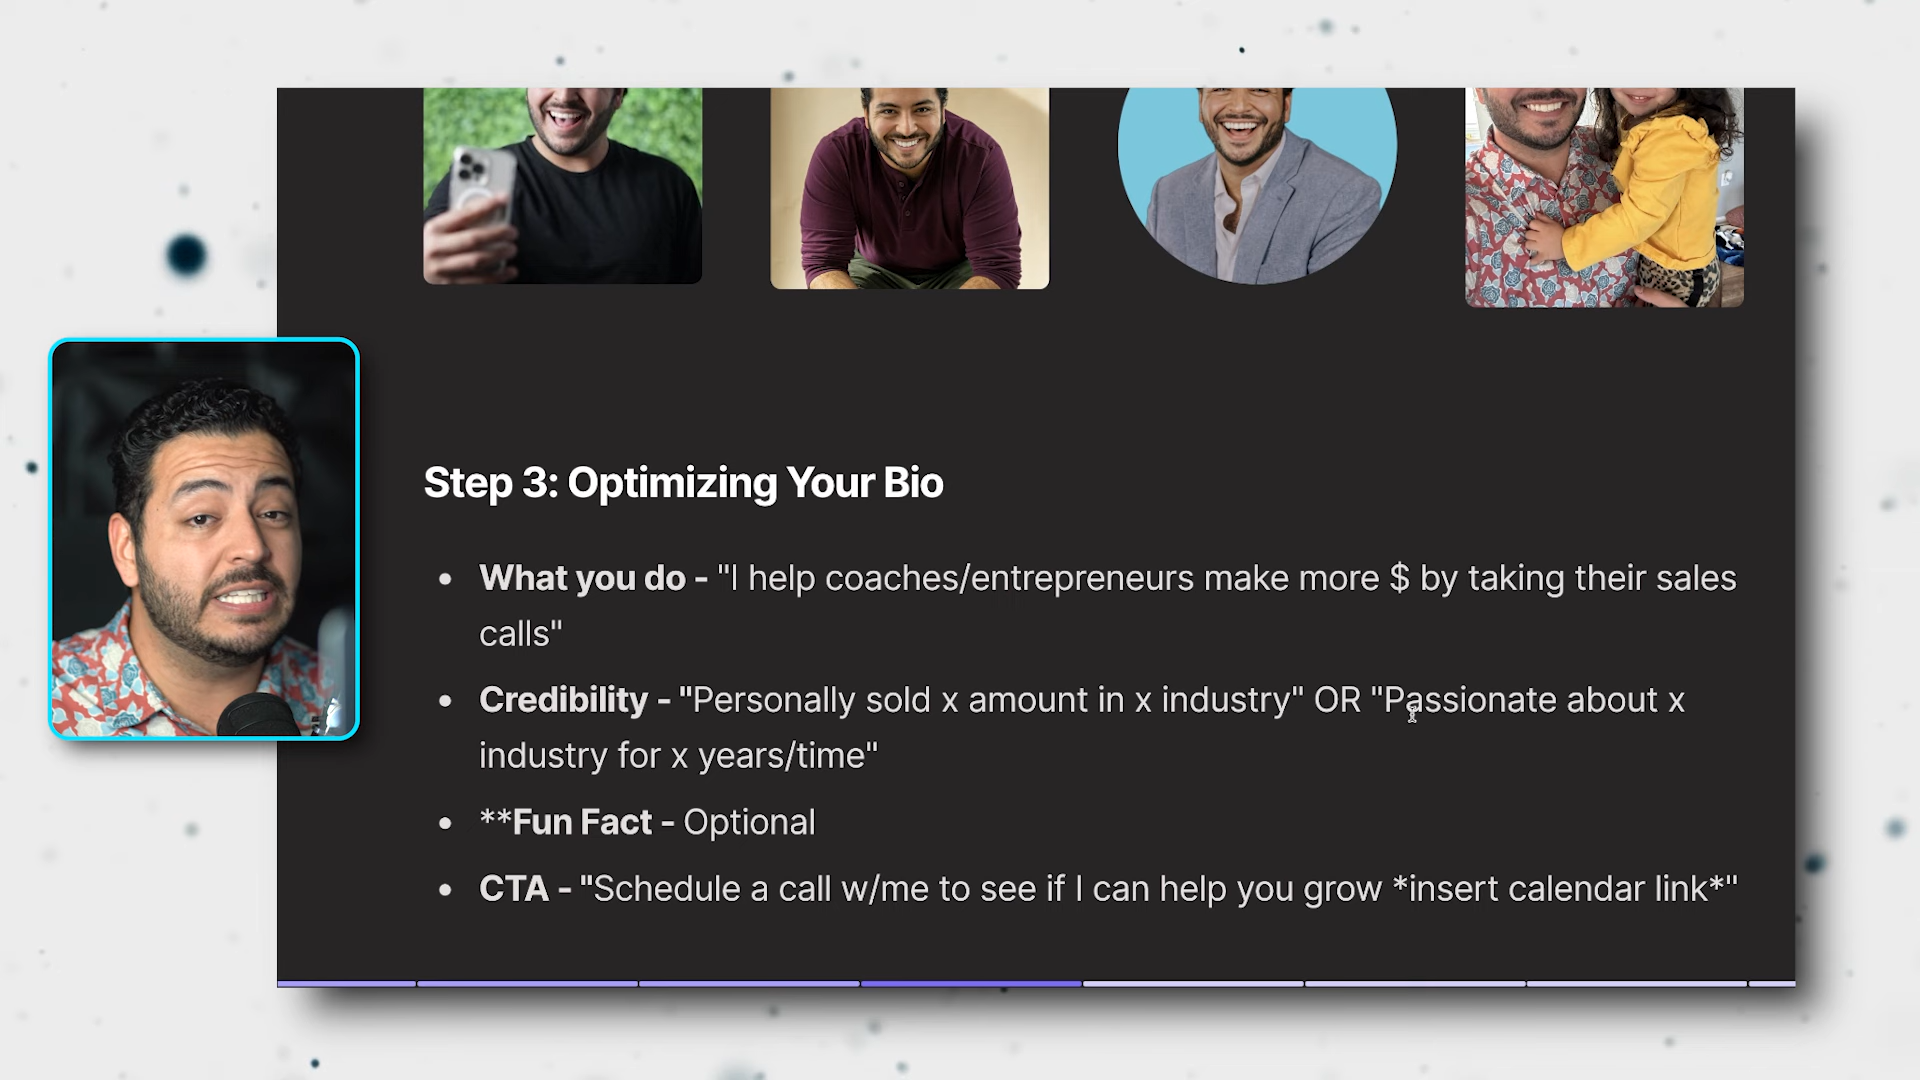 Step 3: Optimizing Your Bio
What you do - "I help coaches/entrepreneurs make more $ by taking their sales
calls"
Credibility - "Personally sold x amount in x industry" OR "Passionate about x
industry for x years/time"
**Fun Fact - Optional
CTA - "Schedule a call w/me to see if I can help you grow *insert calendar link*"